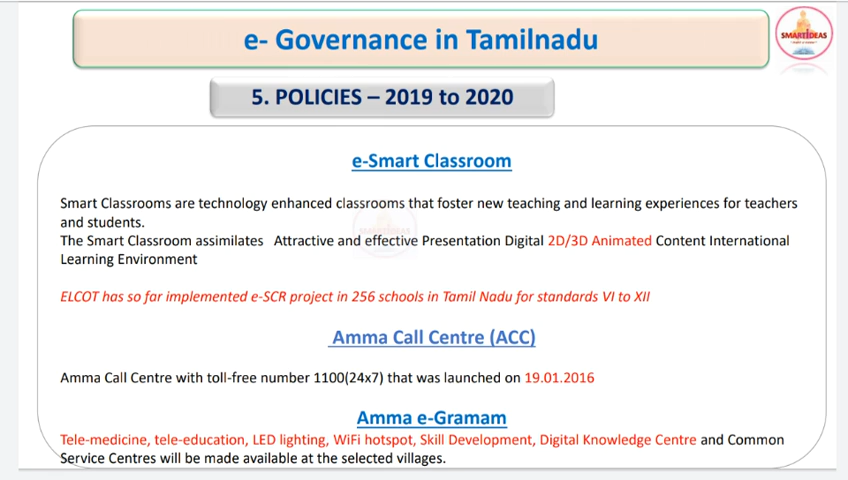 e- Governance in Tamilnadu
SMARTIDEAS
5. POLICIES – 2019 to 2020
e-Smart Classroom
Smart Classrooms are technology enhanced classrooms that foster new teaching and learning experiences for teachers
and students.
The Smart Classroom assimilates Attractive and effective Presentation Digital 2D/3D Animated Content International
Learning Environment
ELCOT has so far implemented e-SCR project in 256 schools in Tamil Nadu for standards VI to XII
Amma Call Centre (ACC)
Amma Call Centre with toll-free number 1100(24x7) that was launched on 19.01.2016
Amma e-Gramam
Tele-medicine, tele-education, LED lighting, WiFi hotspot, Skill Development, Digital Knowledge Centre and Common
Service Centres will be made available at the selected villages.